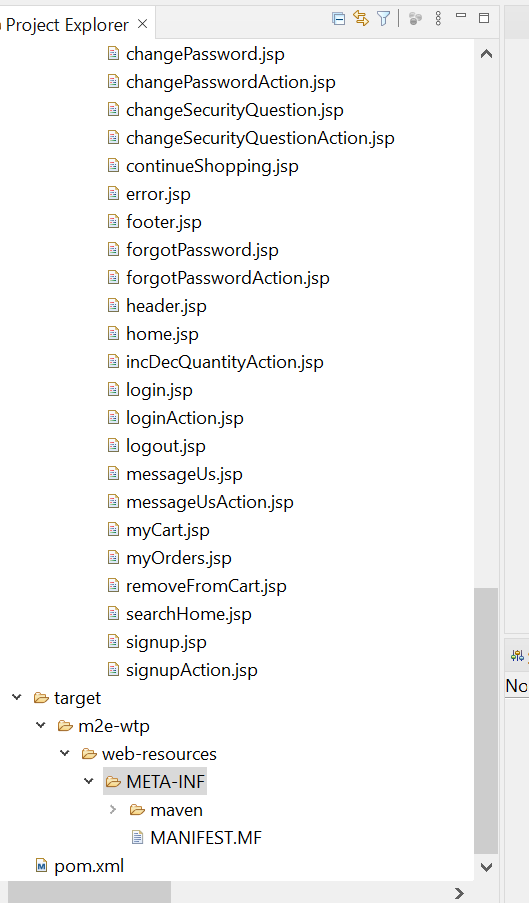 Project Explorer
changePassword.jsp
changePasswordAction.jsp
changeSecurityQuestion.jsp
changeSecurityQuestionAction.jsp
continueShopping.jsp
error.jsp
footer.jsp
forgotPassword.jsp
forgotPasswordAction.jsp
header.jsp
home.jsp
incDecQuantityAction.jsp
login.jsp
loginAction.jsp
logout.jsp
messageUs.jsp
messageUsAction.jsp
myCart.jsp
myOrders.jsp
removeFromCart.jsp
searchHome.jsp
signup.jsp
signupAction.jsp
target
No
m2e-wtp
web-resources
META-INF
maven
MANIFEST.MF
pom.xml